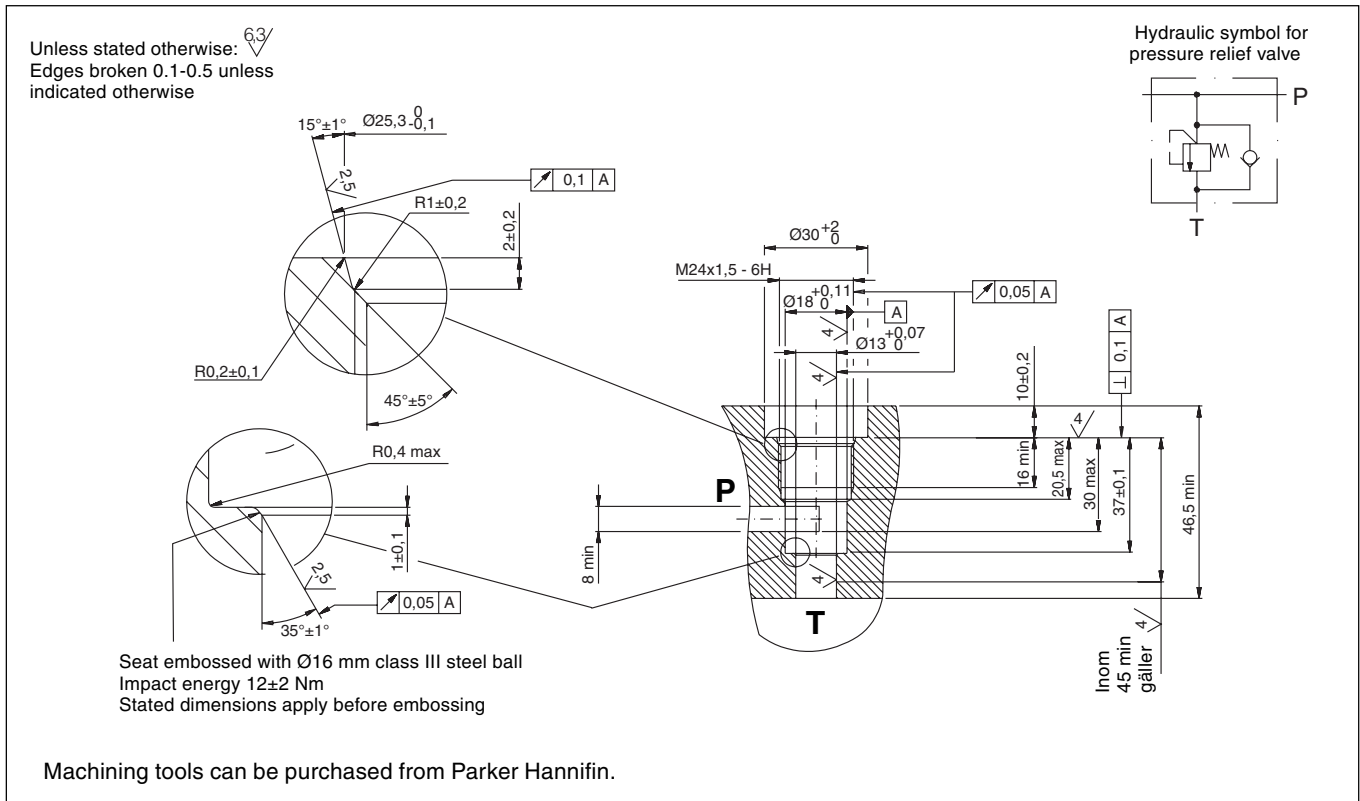 Unless stated otherwise: 6,3
Edges broken 0.1-0.5 unless
indicated otherwise
Hydraulic symbol for
pressure relief valve
P
T
15°±1°
Ø25,3 0 -0,1
2,5
0,1 A
R1±0,2
2±0,2
R0,2±0,1
45°±5°
Ø30 +2 0
M24x1,5 - 6H
Ø18 +0,11 0
A
0,05 A
4
Ø13 +0,07 0
4
10±0,2
⊥ 0,1 A
4
16 min
20,5 max
30 max
37±0,1
46,5 min
P
8 min
4
T
Inom
45 min
gäller
4
R0,4 max
1±0,1
2,5
0,05 A
35°±1°
Seat embossed with Ø16 mm class III steel ball
Impact energy 12±2 Nm
Stated dimensions apply before embossing
Machining tools can be purchased from Parker Hannifin.